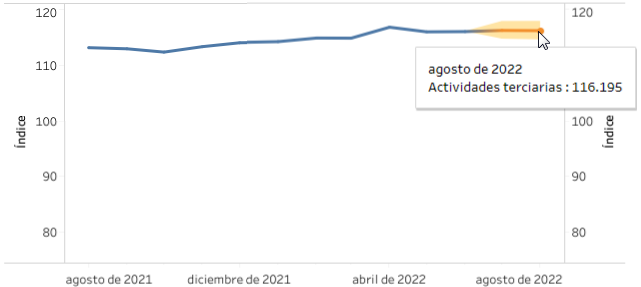 120
110
100
90
80
Índice
120
100
90
80
Índice
agosto de 2022
Actividades terciarias : 116.195
agosto de 2021
diciembre de 2021
abril de 2022
agosto de 2022